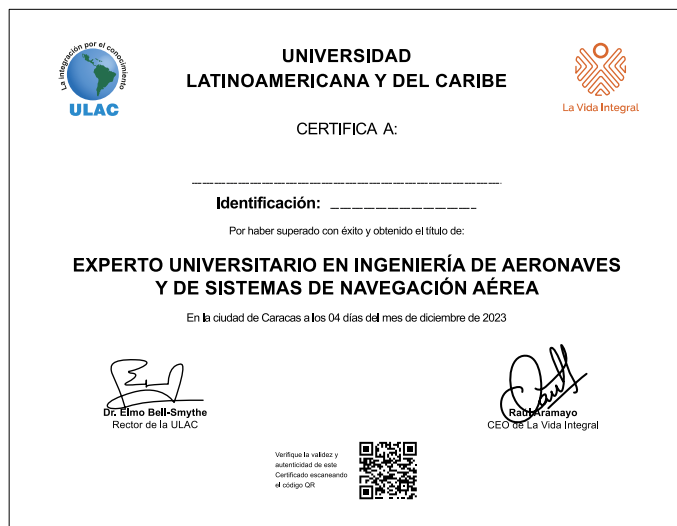 La integración por el conocimiento
ULAC
UNIVERSIDAD
LATINOAMERICANA Y DEL CARIBE
La Vida Integral
CERTIFICA A:
Identificación:
Por haber superado con éxito y obtenido el título de:
EXPERTO UNIVERSITARIO EN INGENIERÍA DE AERONAVES
Y DE SISTEMAS DE NAVEGACIÓN AÉREA
En la ciudad de Caracas a los 04 días del mes de diciembre de 2023
Dr. Elmo Bell-Smythe
Rector de la ULAC
Raúl Aramayo
CEO de La Vida Integral
Verifique la validez y
autenticidad de este
Certificado escaneando
el código QR